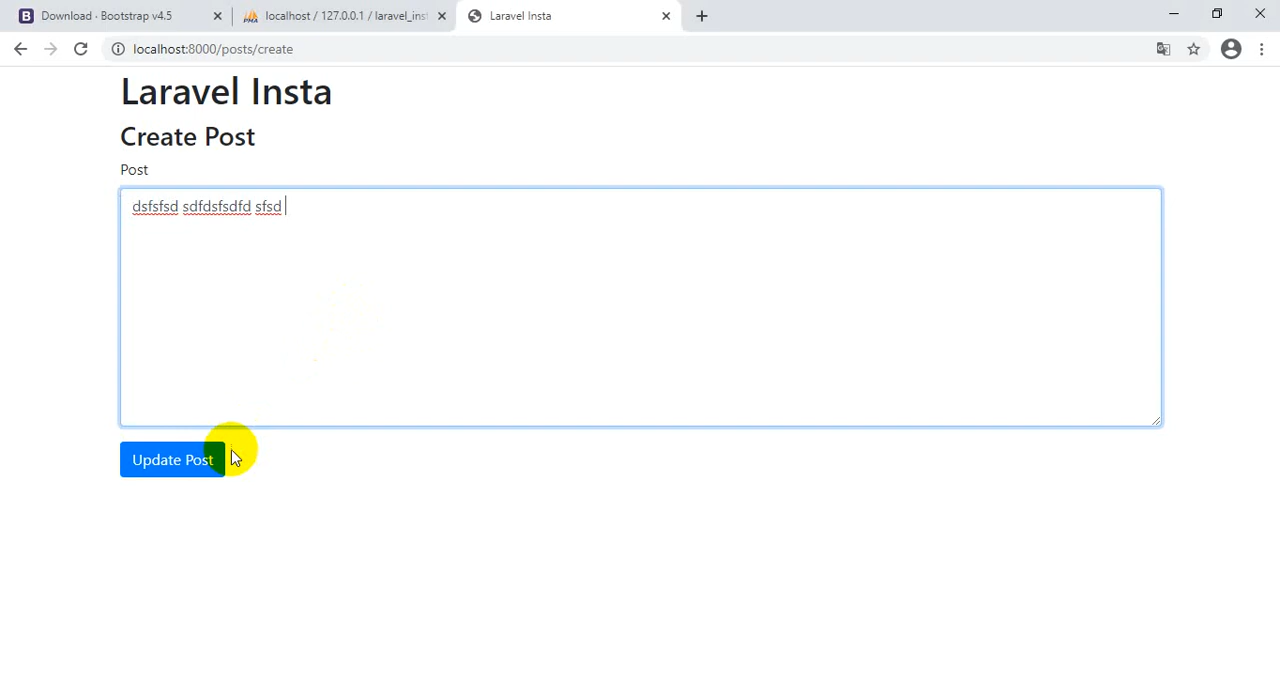 Download · Bootstrap v4.5
localhost / 127.0.0.1 / laravel_inst
Laravel Insta
localhost:8000/posts/create
Laravel Insta
Create Post
Post
dsfsfsd sdfdsfsdfd sfsd
Update Post